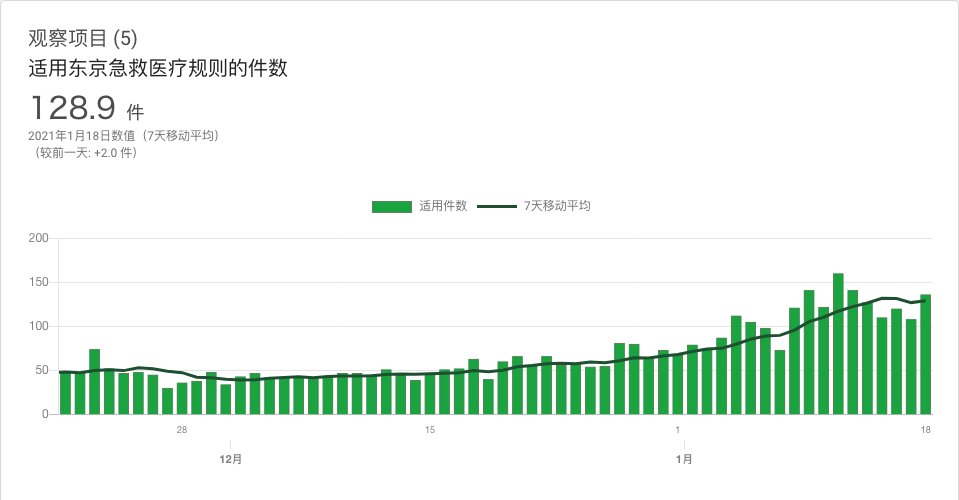 观察项目 (5)
适用东京急救医疗规则的件数
128.9 件
2021年1月18日数值（7天移动平均）
（较前一天: +2.0 件）
适用件数 7天移动平均
200
150
100
50
0
28 15 1 18
12月 1月